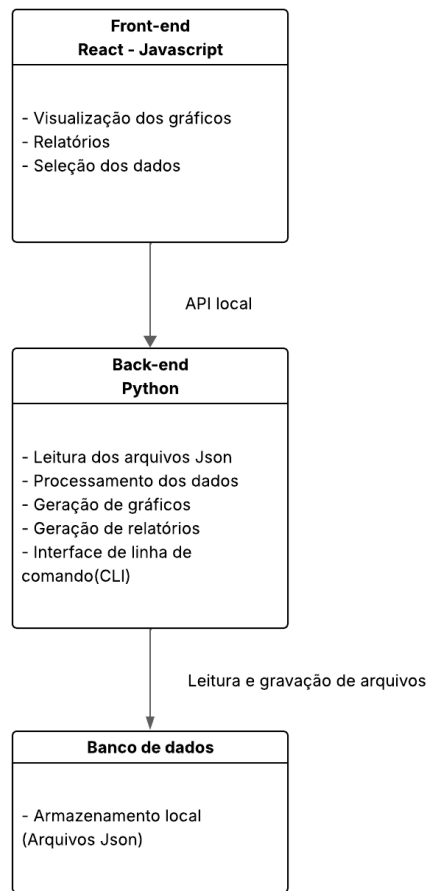 Front-end
React - Javascript
- Visualização dos gráficos
- Relatórios
- Seleção dos dados
API local
Back-end
Python
- Leitura dos arquivos Json
- Processamento dos dados
- Geração de gráficos
- Geração de relatórios
- Interface de linha de
comando(CLI)
Leitura e gravação de arquivos
Banco de dados
- Armazenamento local
(Arquivos Json)